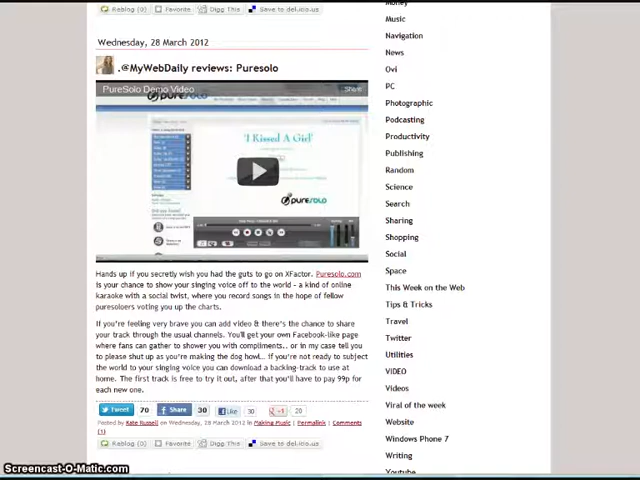 Reblog (0) Favorite Digg This Save to del.icio.us
Wednesday, 28 March 2012
.@MyWebDaily reviews: Puresolo
PureSolo Demo Video
Share
PURESOLO
'I Kissed A Girl'
PURESOLO
Hands up if you secretly wish you had the guts to go on XFactor. Puresolo.com
is your chance to show your singing voice off to the world - a kind of online
karaoke with a social twist, where you record songs in the hope of fellow
puresoloers voting you up the charts.
If you're feeling very brave you can add video & there's the chance to share
your track through the usual channels. You'll get your own Facebook-like page
where fans can gather to shower you with compliments.. or in my case tell you
to please shut up as you're making the dog howl... if you're not ready to subject
the world to your singing voice you can download a backing-track to use at
home. The first track is free to try it out, after that you'll have to pay 99p for
each new one.
Tweet 70 Share 30 Like 30 +1 20
Posted by Kate Russell on Wednesday, 28 March 2012 in Making Music | Permalink | Comments
(1)
Reblog (0) Favorite Digg This Save to del.icio.us
Money
Music
Navigation
News
Ovi
PC
Photographic
Podcasting
Productivity
Publishing
Random
Science
Search
Sharing
Shopping
Social
Space
This Week on the Web
Tips & Tricks
Travel
Twitter
Utilities
VIDEO
Videos
Viral of the week
Website
Windows Phone 7
Writing
Youtube
Screencast-O-Matic.com